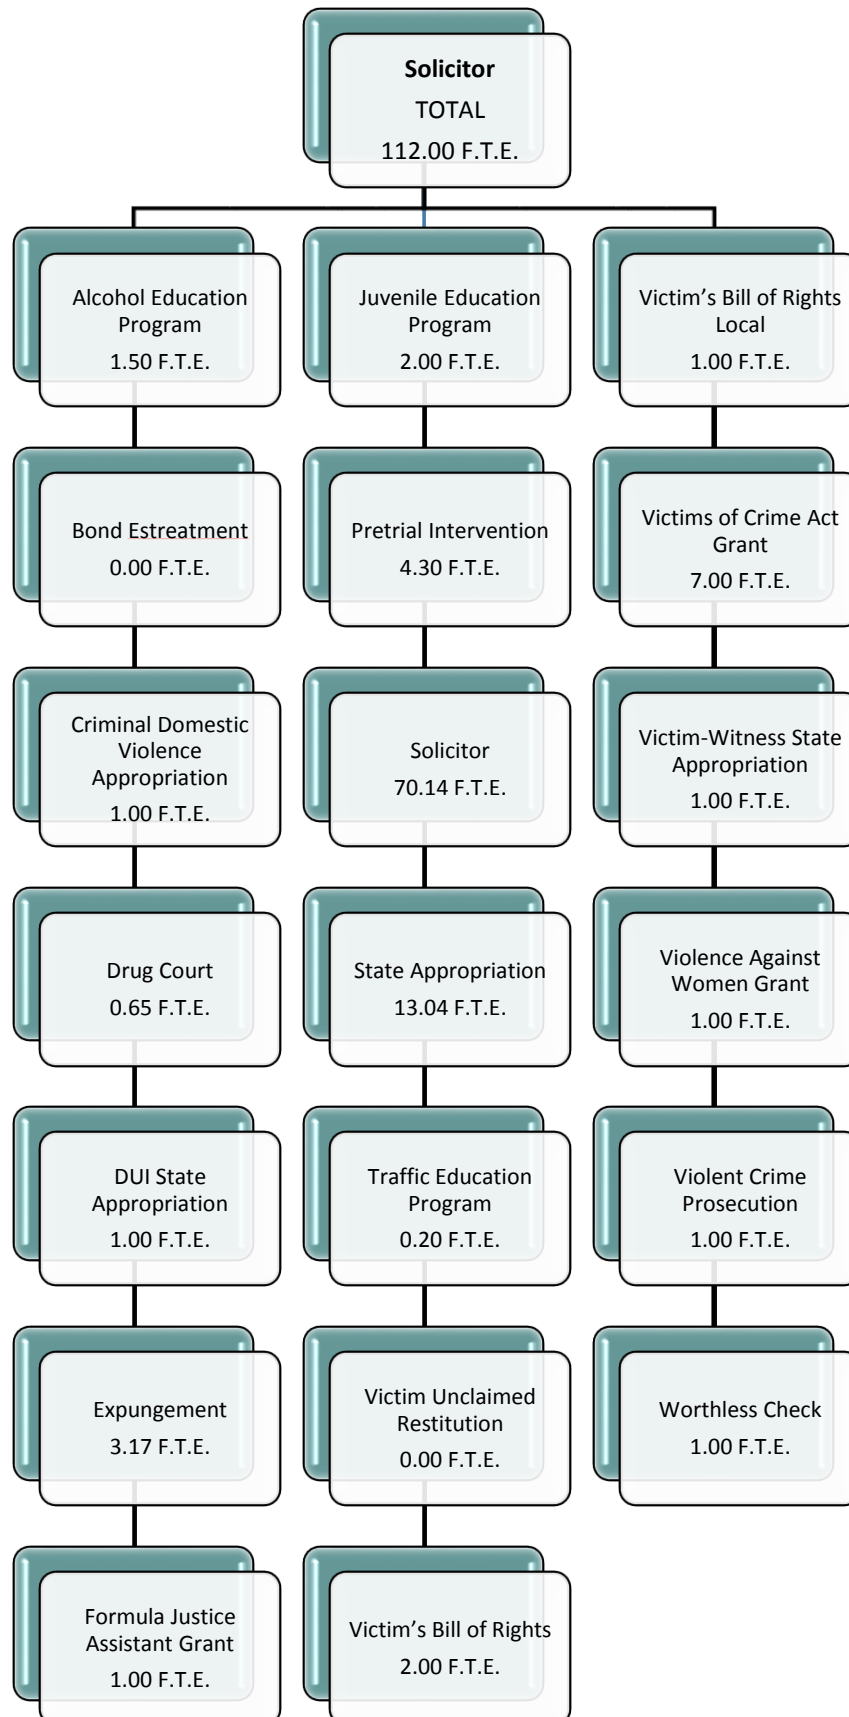 Solicitor
TOTAL
112.00 F.T.E.
Alcohol Education
Program
1.50 F.T.E.
Juvenile Education
Program
2.00 F.T.E.
Victim's Bill of Rights
Local
1.00 F.T.E.
Bond Estreatment
0.00 F.T.E.
Pretrial Intervention
4.30 F.T.E.
Victims of Crime Act
Grant
7.00 F.T.E.
Criminal Domestic
Violence
Appropriation
1.00 F.T.E.
Solicitor
70.14 F.T.E.
Victim-Witness State
Appropriation
1.00 F.T.E.
Drug Court
0.65 F.T.E.
State Appropriation
13.04 F.T.E.
Violence Against
Women Grant
1.00 F.T.E.
DUI State
Appropriation
1.00 F.T.E.
Traffic Education
Program
0.20 F.T.E.
Violent Crime
Prosecution
1.00 F.T.E.
Expungement
3.17 F.T.E.
Victim Unclaimed
Restitution
0.00 F.T.E.
Worthless Check
1.00 F.T.E.
Formula Justice
Assistant Grant
1.00 F.T.E.
Victim's Bill of Rights
2.00 F.T.E.